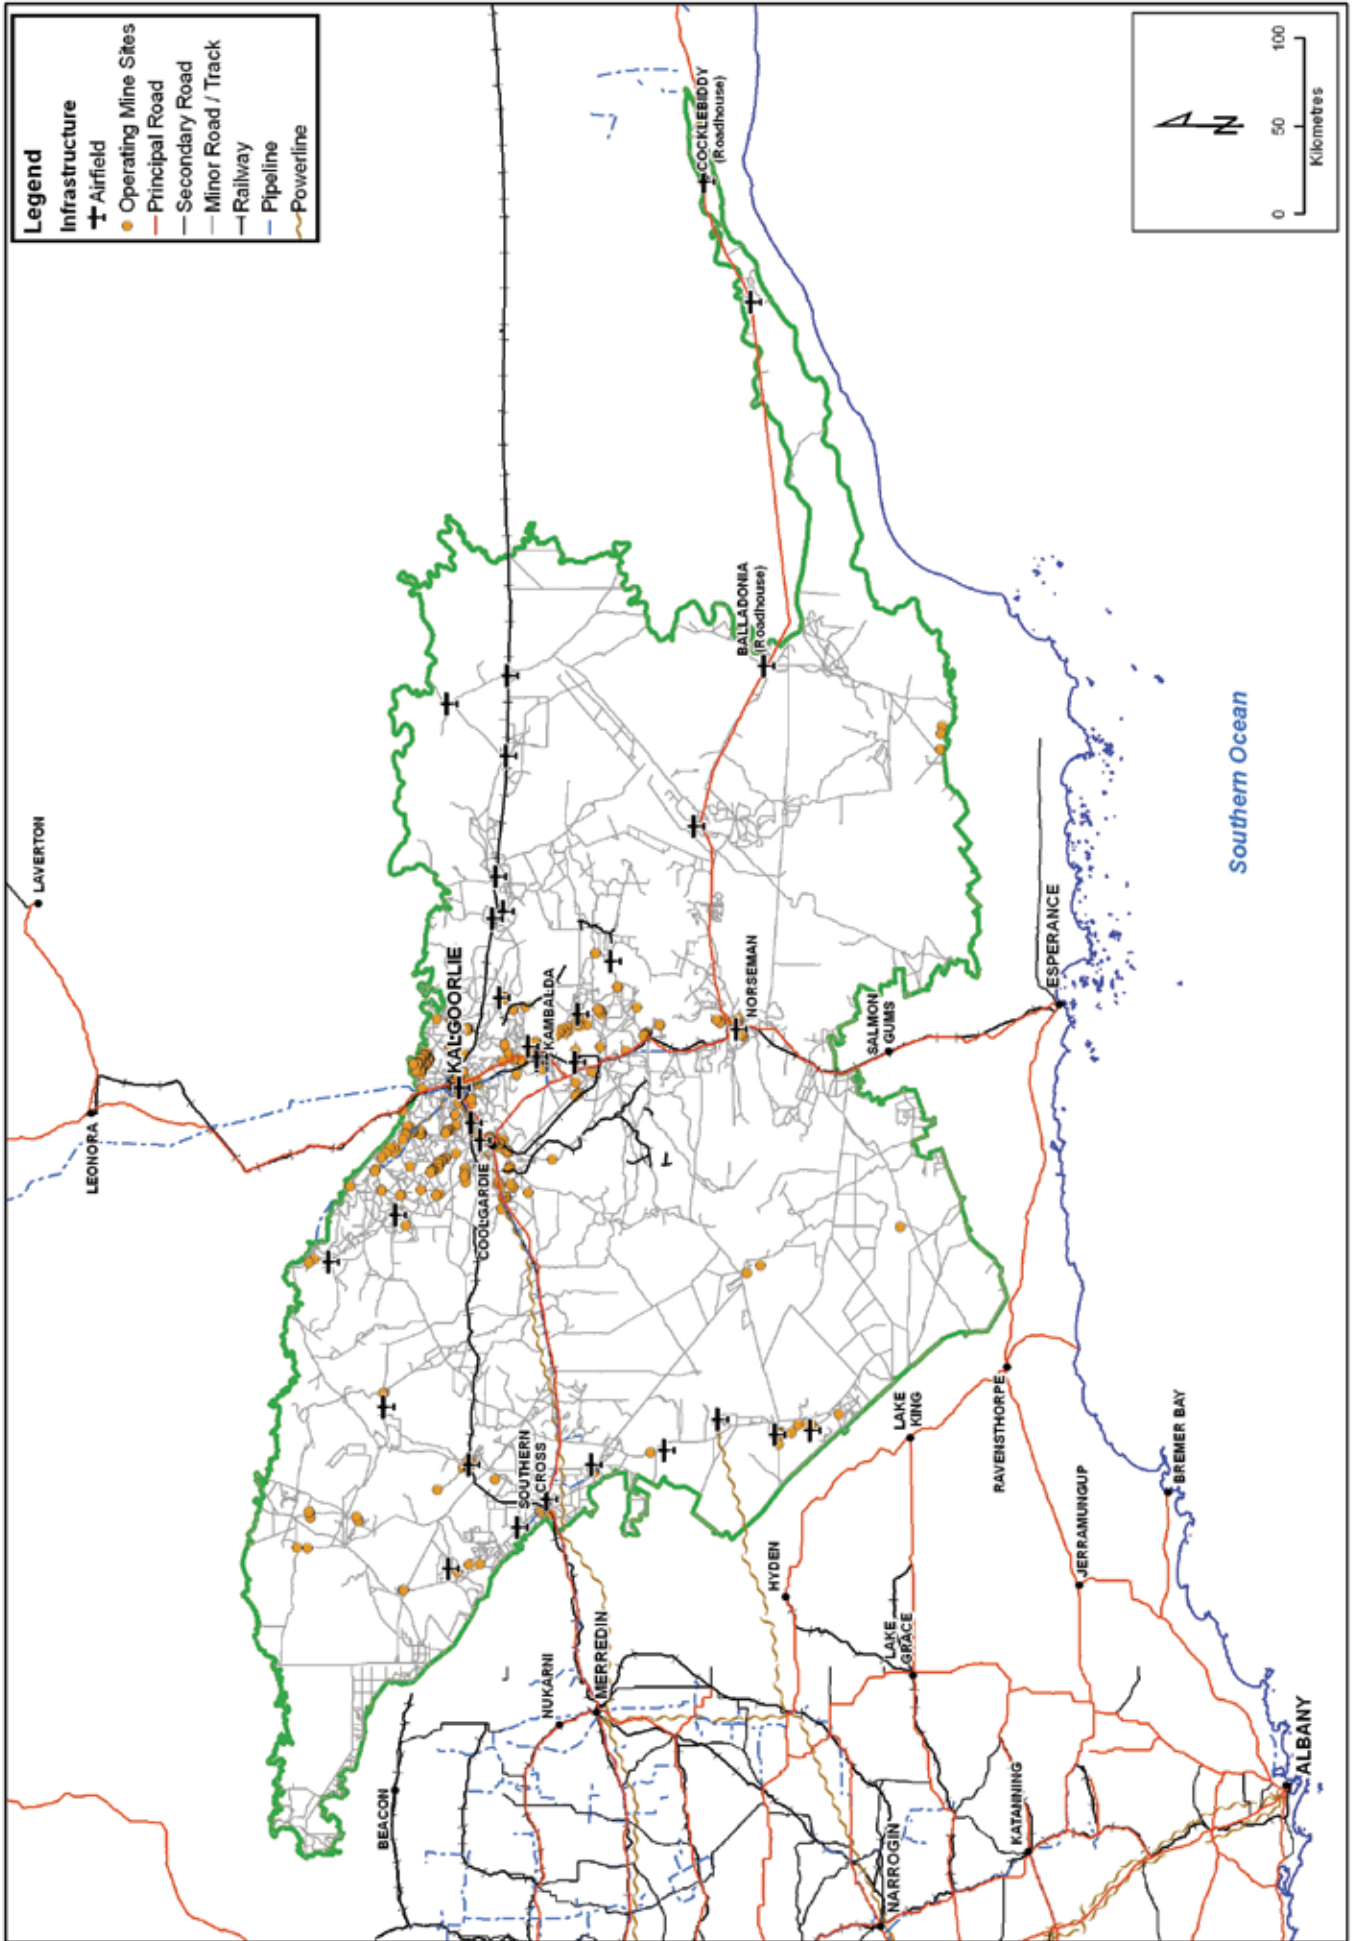 Legend
Infrastructure
Airfield
Operating Mine Sites
Principal Road
Secondary Road
Minor Road / Track
Railway
Pipeline
Powerline
LAVERTON
LEONORA
KALGOORLIE
KAMBALDA
COOLGARDIE
SOUTHERN
CROSS
NORSEMAN
BALLADONIA
(Roadhouse)
COCKLEBIDDY
(Roadhouse)
SALMON
GUMS
ESPERANCE
BEACON
NUKARNI
MERREDIN
HYDEN
LAKE
KING
LAKE
GRACE
RAVENSTHORPE
NARROGIN
KATANNING
JERRAMUNGUP
BREMER BAY
ALBANY
Southern Ocean
N
0 50 100
Kilometres